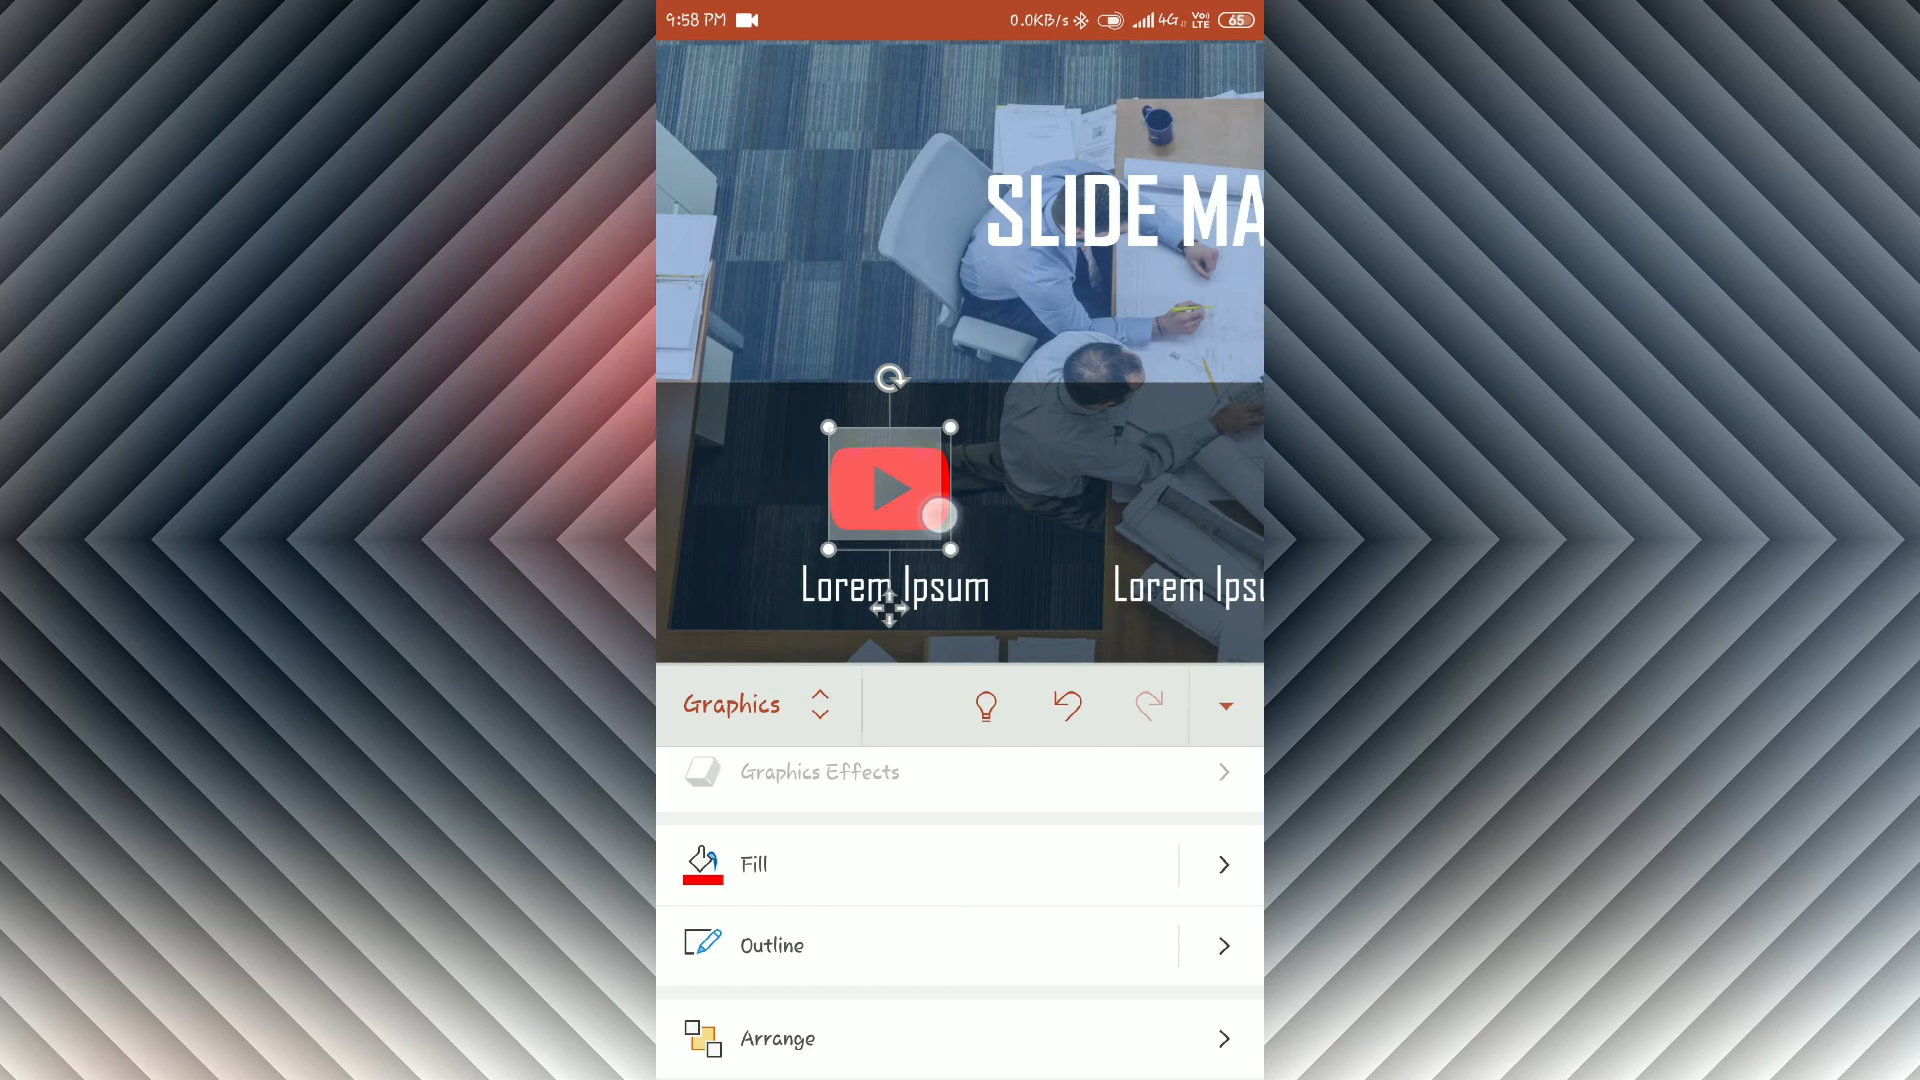 9:58 PM
0.0KB/s 4G Vo) LTE 65
SLIDE MA
Lorem Ipsum
Lorem Ipsu
Graphics
Graphics Effects
Fill
Outline
Arrange